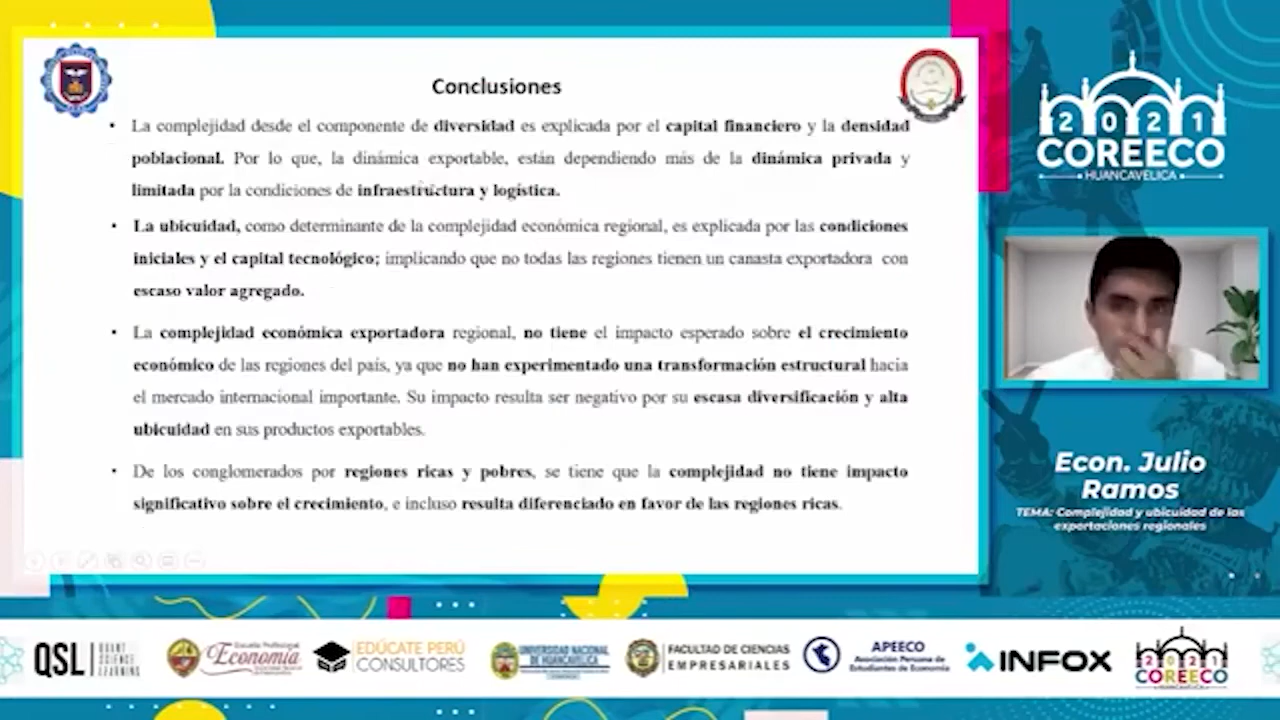 Conclusiones
• La complejidad desde el componente de diversidad es explicada por el capital financiero y la densidad
poblacional. Por lo que, la dinámica exportable, están dependiendo más de la dinámica privada y
limitada por la condiciones de infraestructura y logística.
• La ubicuidad, como determinante de la complejidad económica regional, es explicada por las condiciones
iniciales y el capital tecnológico; implicando que no todas las regiones tienen un canasta exportadora con
escaso valor agregado.
• La complejidad económica exportadora regional, no tiene el impacto esperado sobre el crecimiento
económico de las regiones del país, ya que no han experimentado una transformación estructural hacia
el mercado internacional importante. Su impacto resulta ser negativo por su escasa diversificación y alta
ubicuidad en sus productos exportables.
• De los conglomerados por regiones ricas y pobres, se tiene que la complejidad no tiene impacto
significativo sobre el crecimiento, e incluso resulta diferenciado en favor de las regiones ricas.
2021
COREECO
HUANCAVELICA
Econ. Julio
Ramos
TEMA: Complejidad y ubicuidad de las
exportaciones regionales
QSL
Escuela Profesional
Economía
EDÚCATE PERÚ
CONSULTORES
UNIVERSIDAD NACIONAL
DE HUANCAVELICA
FACULTAD DE CIENCIAS
EMPRESARIALES
APEECO
Asociación Peruana de
Estudiantes de Economía
INFOX
2021
COREECO
HUANCAVELICA